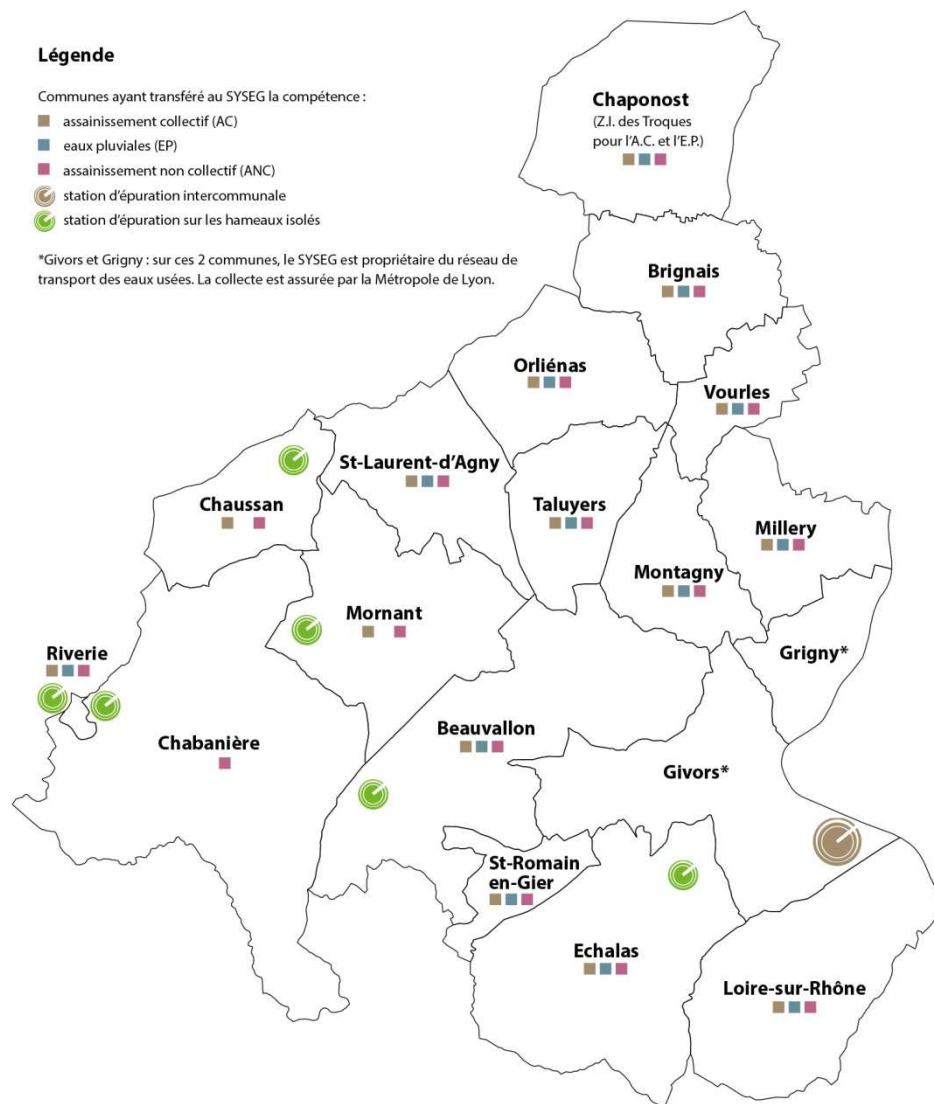 Légende
Communes ayant transféré au SYSEG la compétence :
assainissement collectif (AC)
eaux pluviales (EP)
assainissement non collectif (ANC)
station d'épuration intercommunale
station d'épuration sur les hameaux isolés
*Givors et Grigny : sur ces 2 communes, le SYSEG est propriétaire du réseau de
transport des eaux usées. La collecte est assurée par la Métropole de Lyon.
Chaponost
(Z.I. des Troques
pour l'A.C. et l'E.P.)
Brignais
Orliénas
Vourles
St-Laurent-d'Agny
Chaussan
Taluyers
Millery
Montagny
Mornant
Riverie
Grigny*
Beauvallon
Chabanière
Givors*
St-Romain
en-Gier
Echalas
Loire-sur-Rhône